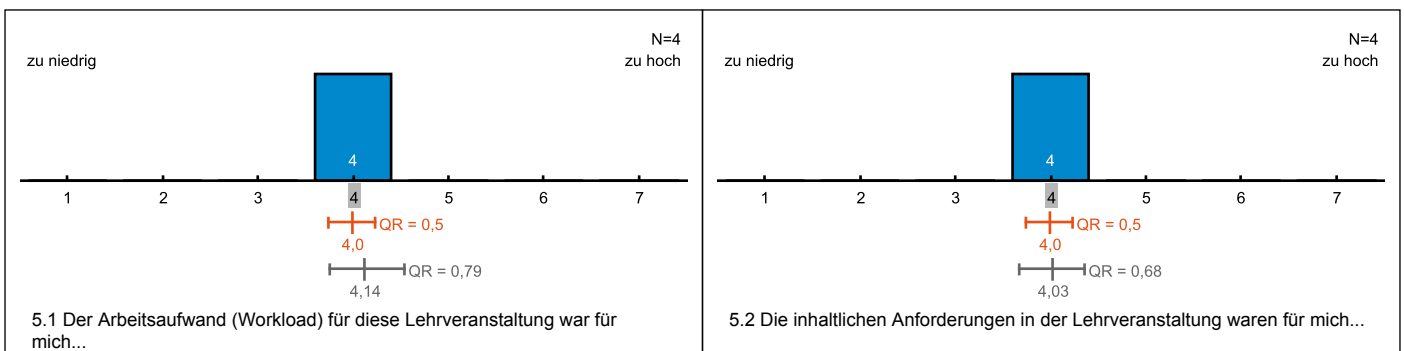 N=4
zu niedrig
zu hoch
4
1 2 3 4 5 6 7
QR = 0,5
4,0
QR = 0,79
4,14
5.1 Der Arbeitsaufwand (Workload) für diese Lehrveranstaltung war für
mich...
N=4
zu niedrig
zu hoch
4
1 2 3 4 5 6 7
QR = 0,5
4,0
QR = 0,68
4,03
5.2 Die inhaltlichen Anforderungen in der Lehrveranstaltung waren für mich...